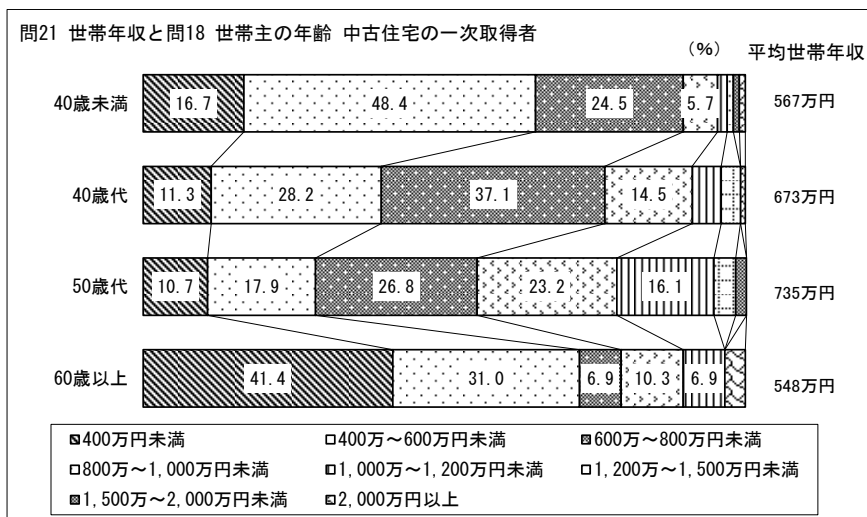 問21 世帯年収と問18 世帯主の年齢 中古住宅の一次取得者
(%) 平均世帯年収
40歳未満 16.7 48.4 24.5 5.7 567万円
40歳代 11.3 28.2 37.1 14.5 673万円
50歳代 10.7 17.9 26.8 23.2 16.1 735万円
60歳以上 41.4 31.0 6.9 10.3 6.9 548万円
400万円未満 400万～600万円未満 600万～800万円未満
800万～1,000万円未満 1,000万～1,200万円未満 1,200万～1,500万円未満
1,500万～2,000万円未満 2,000万円以上